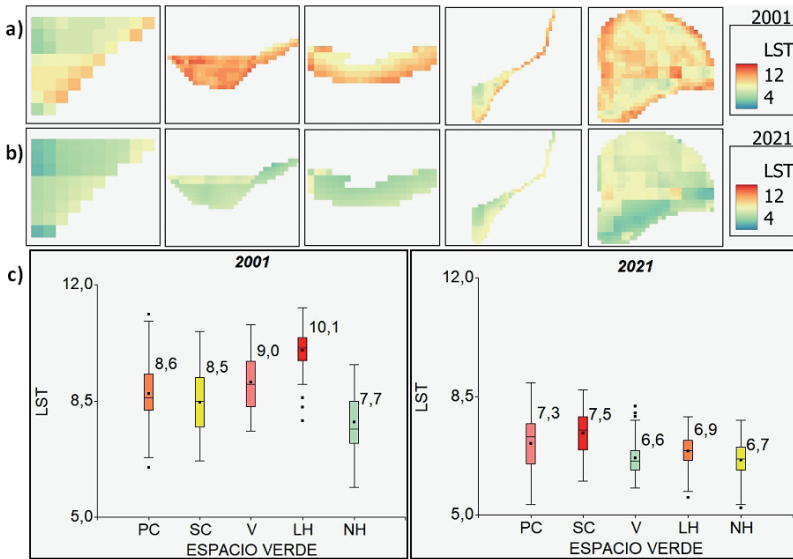 a)
2001
LST
12
4
b)
2021
LST
12
4
c)
2001
12,0
8,5
5,0
LST
8,6
8,5
9,0
10,1
7,7
PC SC V LH NH
ESPACIO VERDE
2021
12,0
8,5
5,0
LST
7,3
7,5
6,6
6,9
6,7
PC SC V LH NH
ESPACIO VERDE